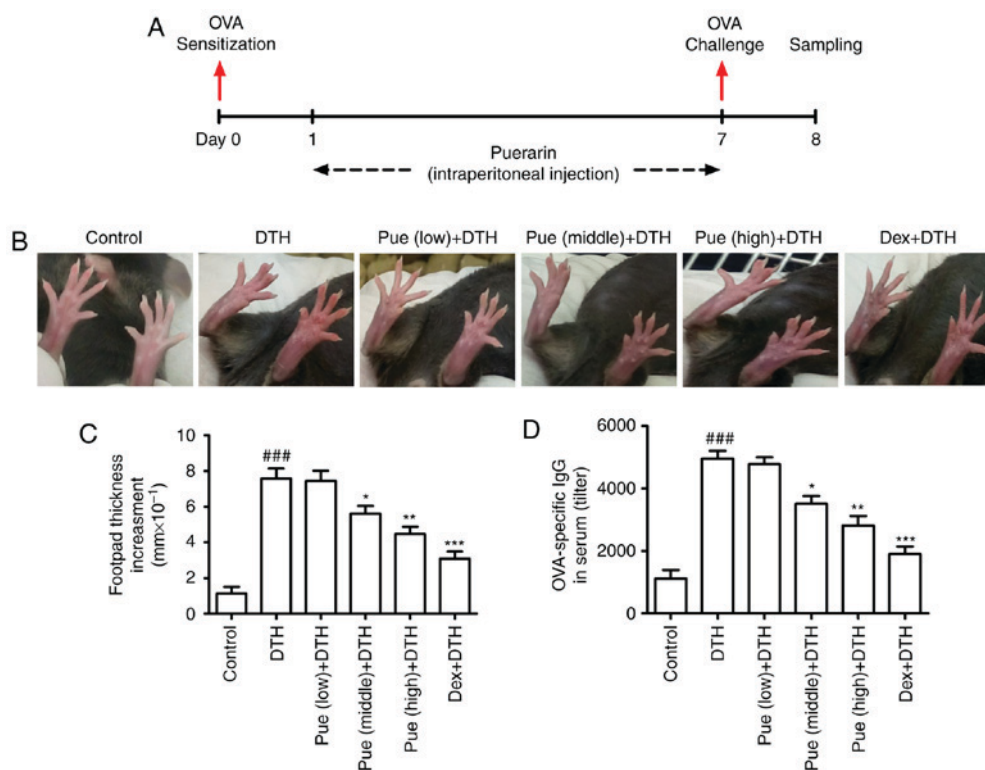 A
OVA
Sensitization
OVA
Challenge
Sampling
Day 0
1
7
8
Puerarin
(intraperitoneal injection)
B
Control
DTH
Pue (low)+DTH
Pue (middle)+DTH
Pue (high)+DTH
Dex+DTH
C
Footpad thickness
increasment
(mm×10⁻¹)
10
8
6
4
2
0
###
*
**
***
Control
DTH
Pue (low)+DTH
Pue (middle)+DTH
Pue (high)+DTH
Dex+DTH
D
OVA-specific IgG
in serum (tilter)
6000
4000
2000
0
###
*
**
***
Control
DTH
Pue (low)+DTH
Pue (middle)+DTH
Pue (high)+DTH
Dex+DTH